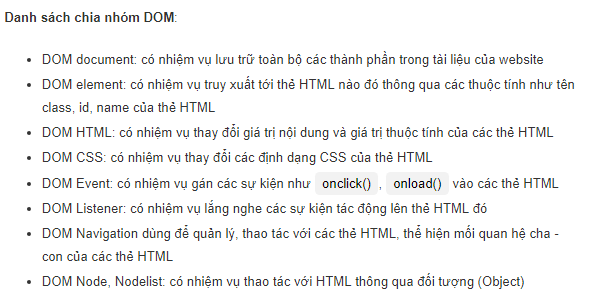 Danh sách chia nhóm DOM:
DOM document: có nhiệm vụ lưu trữ toàn bộ các thành phần trong tài liệu của website
DOM element: có nhiệm vụ truy xuất tới thẻ HTML nào đó thông qua các thuộc tính như tên
class, id, name của thẻ HTML
DOM HTML: có nhiệm vụ thay đổi giá trị nội dung và giá trị thuộc tính của các thẻ HTML
DOM CSS: có nhiệm vụ thay đổi các định dạng CSS của thẻ HTML
DOM Event: có nhiệm vụ gán các sự kiện như onclick() , onload() vào các thẻ HTML
DOM Listener: có nhiệm vụ lắng nghe các sự kiện tác động lên thẻ HTML đó
DOM Navigation dùng để quản lý, thao tác với các thẻ HTML, thể hiện mối quan hệ cha -
con của các thẻ HTML
DOM Node, Nodelist: có nhiệm vụ thao tác với HTML thông qua đối tượng (Object)